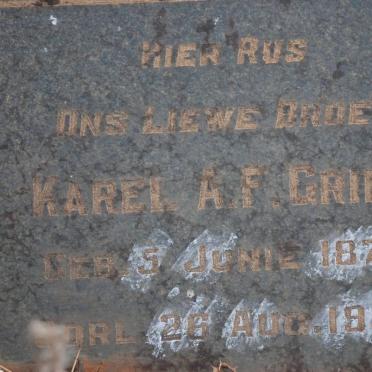 HIER RUS
ONS LIEWE BROE
KAREL A.F. GRI
GEB. 5 JUNIE 187
OORL. 26 AUG. 19